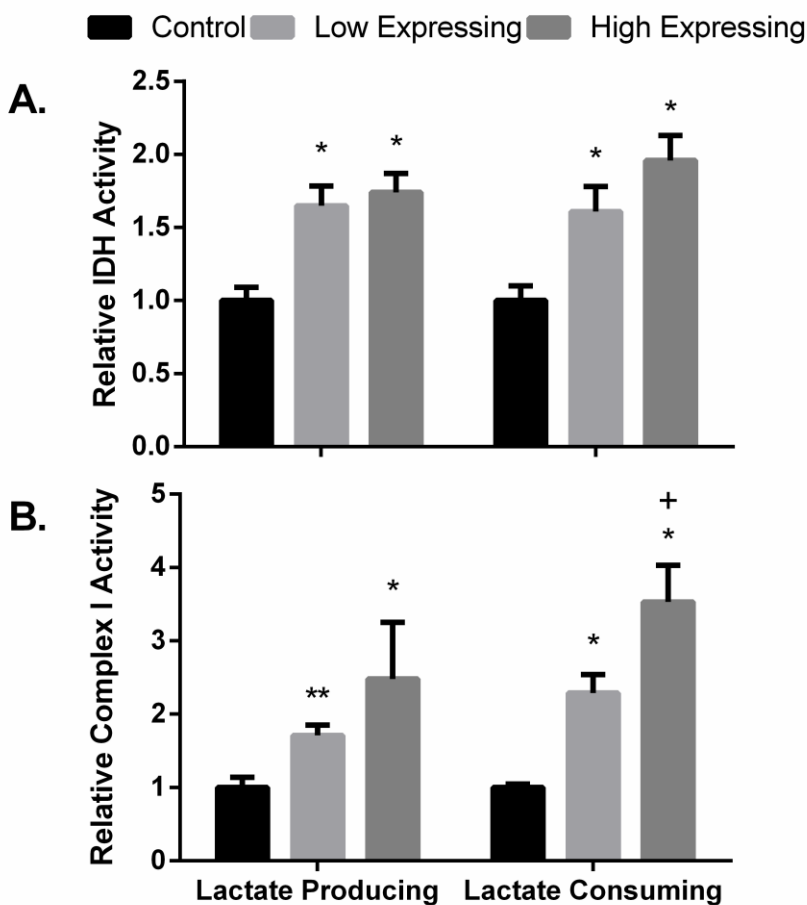 Control Low Expressing High Expressing
A.
Relative IDH Activity
2.5
2.0
1.5
1.0
0.5
0.0
* * * *
B.
Relative Complex I Activity
5
4
3
2
1
0
** * * + *
Lactate Producing Lactate Consuming